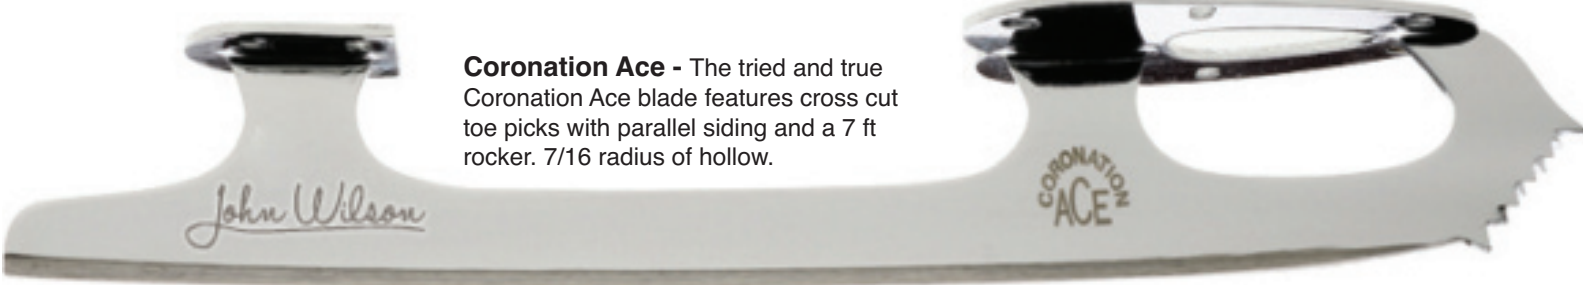 Coronation Ace - The tried and true
Coronation Ace blade features cross cut
toe picks with parallel siding and a 7 ft
rocker. 7/16 radius of hollow.
John Wilson
CORONATION
ACE